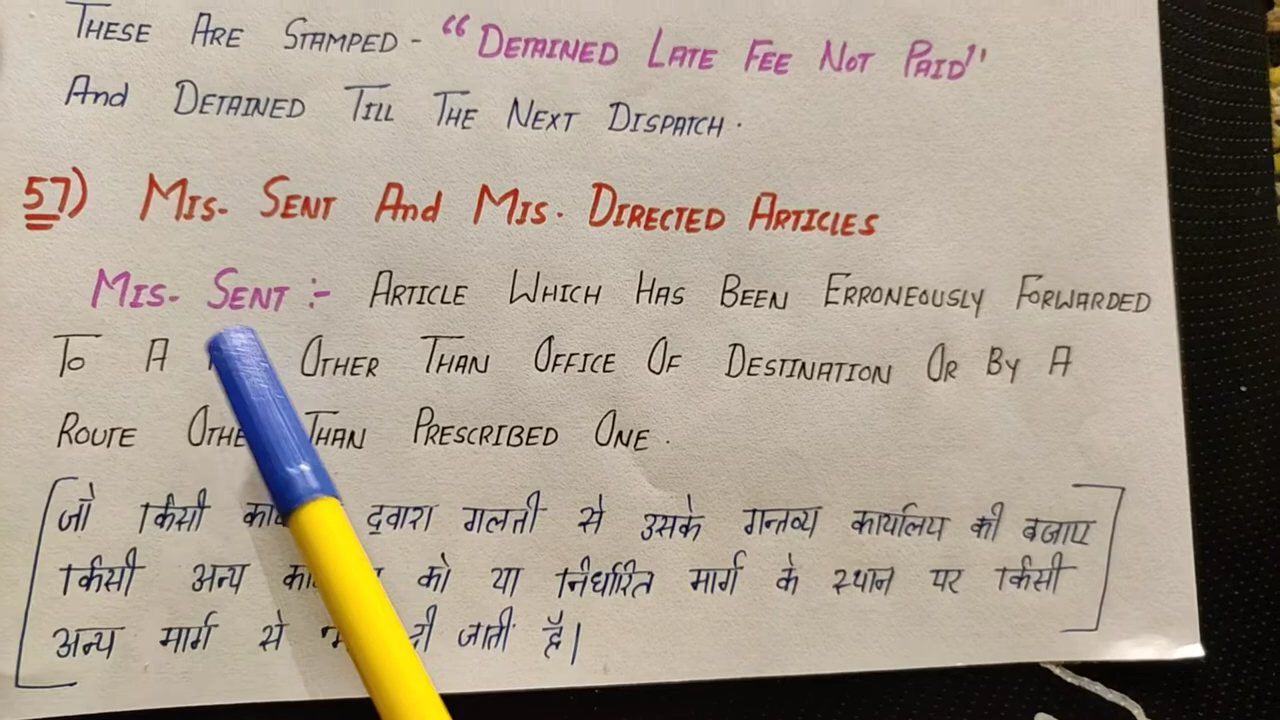 THESE ARE STAMPED - "DETAINED LATE FEE NOT PAID"
And DETAINED TILL THE NEXT DISPATCH.
57) MIS- SENT And MIS. DIRECTED ARTICLES
MIS- SENT :- ARTICLE WHICH HAS BEEN ERRONEOUSLY FORWARDED
TO A OTHER THAN OFFICE OF DESTINATION OR BY A
ROUTE THAN PRESCRIBED ONE.
[जो किसी द्वारा गलती से उसके गन्तव्य कार्यालय की बजाए
किसी अन्य को या निर्धारित मार्ग के स्थान पर किसी
अन्य मार्ग से दी जाती है।]